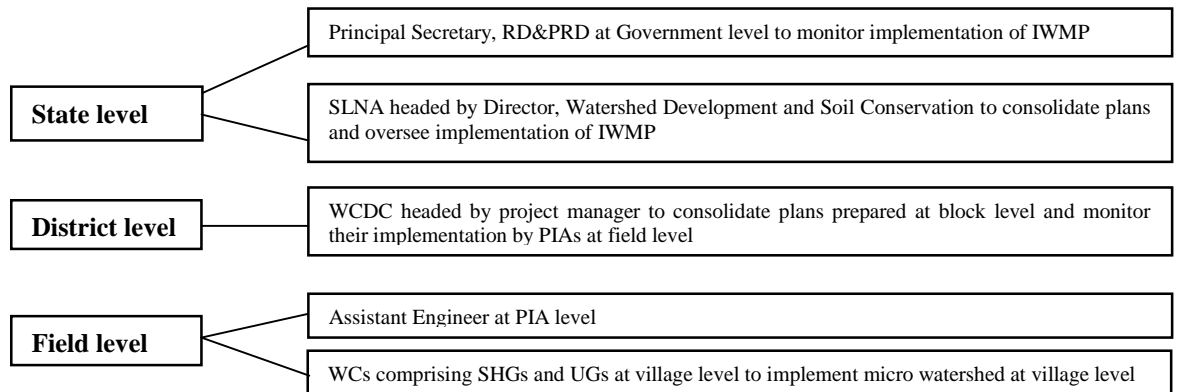 Principal Secretary, RD&PRD at Government level to monitor implementation of IWMP
State level
SLNA headed by Director, Watershed Development and Soil Conservation to consolidate plans
and oversee implementation of IWMP
District level
WCDC headed by project manager to consolidate plans prepared at block level and monitor
their implementation by PIAs at field level
Field level
Assistant Engineer at PIA level
WCs comprising SHGs and UGs at village level to implement micro watershed at village level